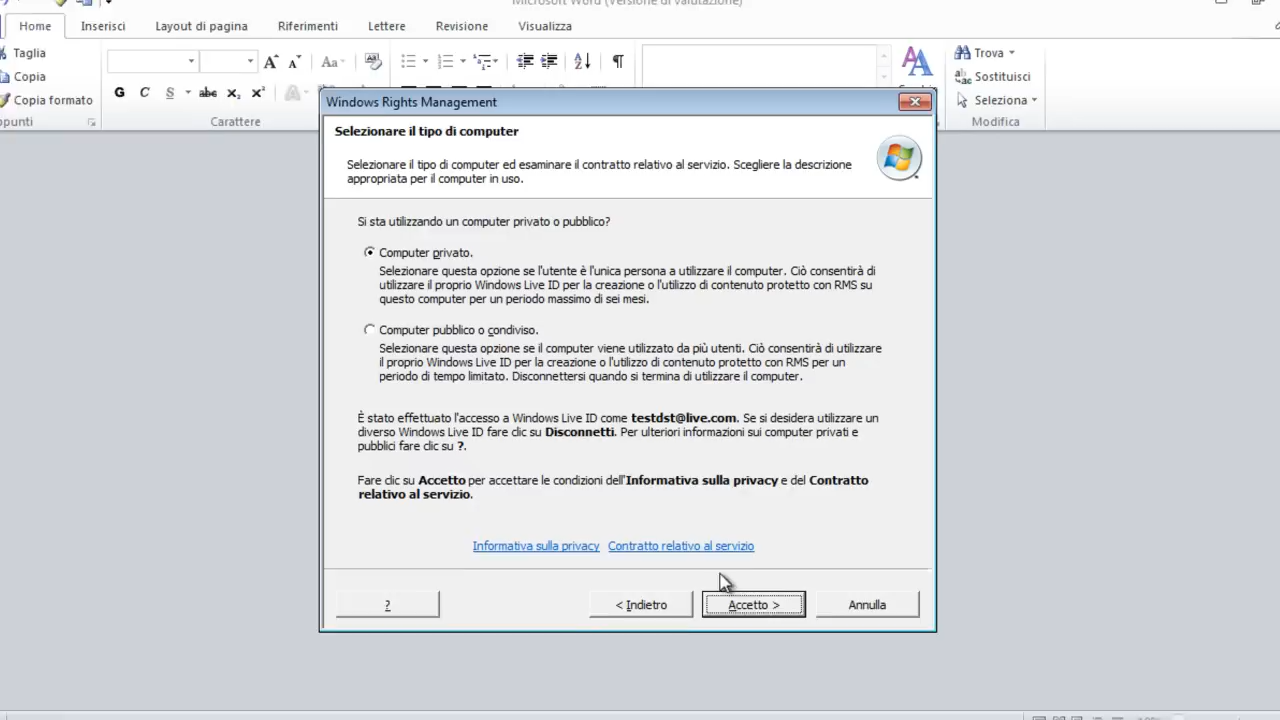 Microsoft Word (Versione di valutazione)
Home Inserisci Layout di pagina Riferimenti Lettere Revisione Visualizza
Taglia
Copia
Copia formato
Aa
G C S abc x₂ x² A
Trova
Sostituisci
Seleziona
Carattere
Modifica
Windows Rights Management
Selezionare il tipo di computer
Selezionare il tipo di computer ed esaminare il contratto relativo al servizio. Scegliere la descrizione
appropriata per il computer in uso.
Si sta utilizzando un computer privato o pubblico?
Computer privato.
Selezionare questa opzione se l'utente è l'unica persona a utilizzare il computer. Ciò consentirà di
utilizzare il proprio Windows Live ID per la creazione o l'utilizzo di contenuto protetto con RMS su
questo computer per un periodo massimo di sei mesi.
Computer pubblico o condiviso.
Selezionare questa opzione se il computer viene utilizzato da più utenti. Ciò consentirà di utilizzare
il proprio Windows Live ID per la creazione o l'utilizzo di contenuto protetto con RMS per un
periodo di tempo limitato. Disconnettersi quando si termina di utilizzare il computer.
È stato effettuato l'accesso a Windows Live ID come testdst@live.com. Se si desidera utilizzare un
diverso Windows Live ID fare clic su Disconnetti. Per ulteriori informazioni sui computer privati e
pubblici fare clic su ?.
Fare clic su Accetto per accettare le condizioni dell'Informativa sulla privacy e del Contratto
relativo al servizio.
Informativa sulla privacy Contratto relativo al servizio
? < Indietro Accetto > Annulla